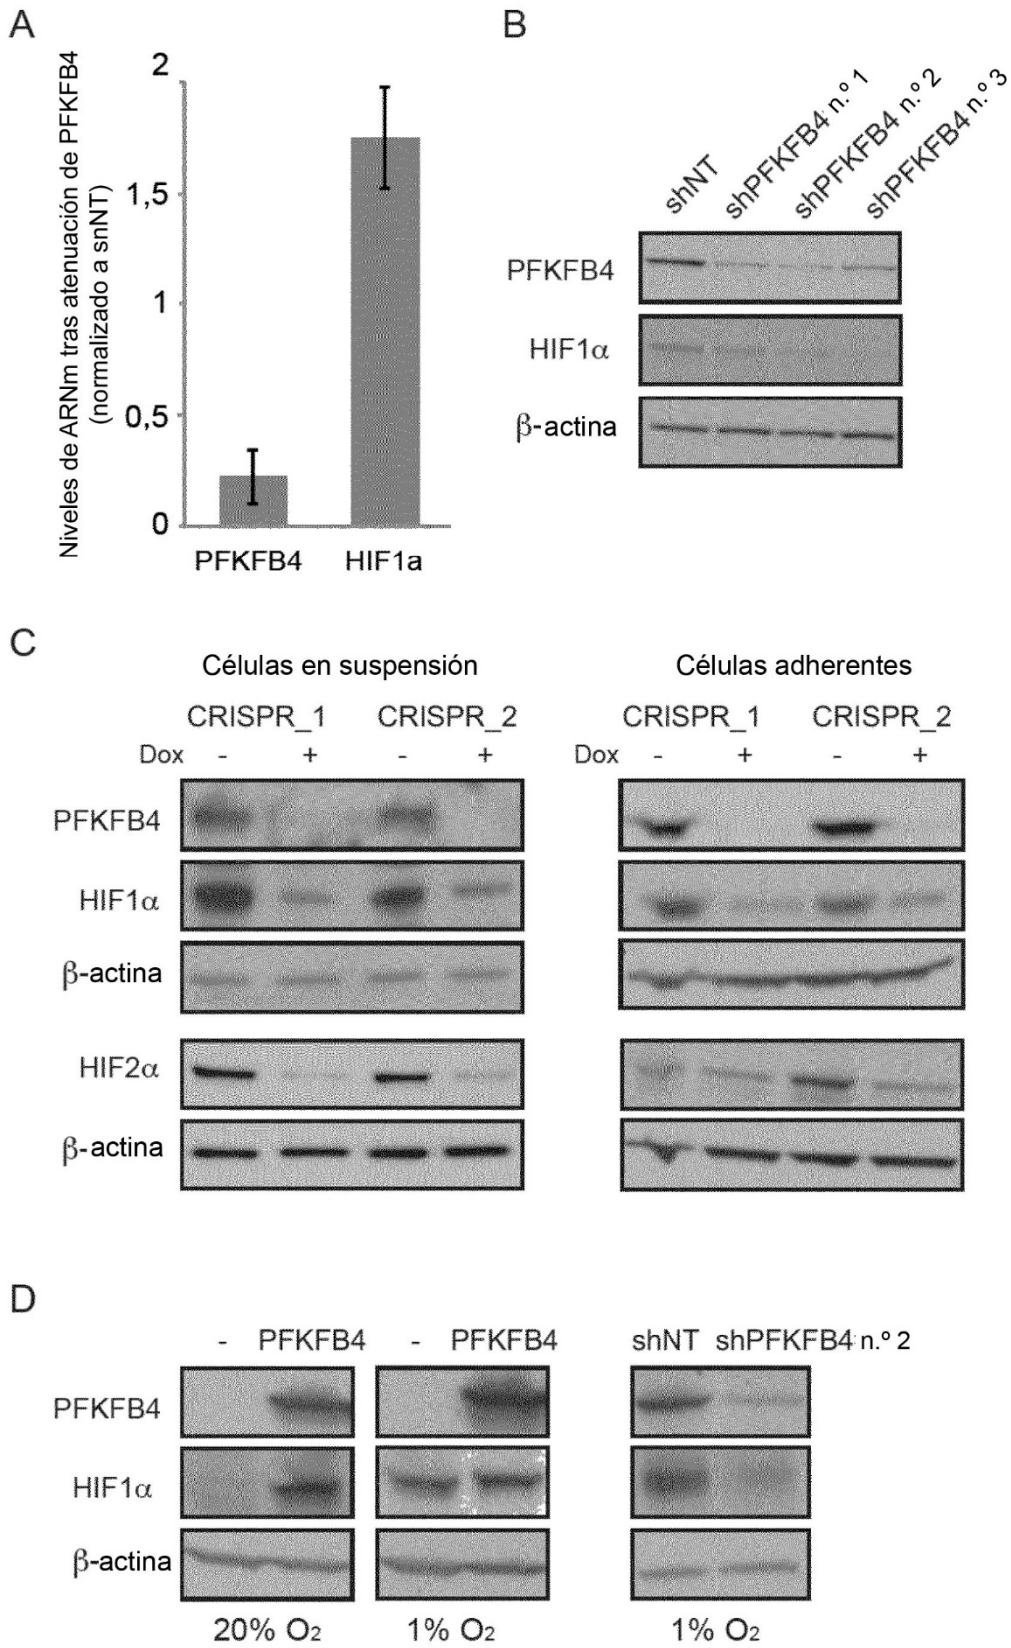 A
Niveles de ARNm tras atenuación de PFKFB4
(normalizado a snNT)
2
1,5
1
0,5
0
PFKFB4 HIF1a
B
shNT shPFKFB4 n.º 1 shPFKFB4 n.º 2 shPFKFB4 n.º 3
PFKFB4
HIF1α
β-actina
C
Células en suspensión
CRISPR_1 CRISPR_2
Dox - + - +
PFKFB4
HIF1α
β-actina
HIF2α
β-actina
Células adherentes
CRISPR_1 CRISPR_2
Dox - + - +
D
- PFKFB4 - PFKFB4 shNT shPFKFB4 n.º 2
PFKFB4
HIF1α
β-actina
20% O2 1% O2 1% O2